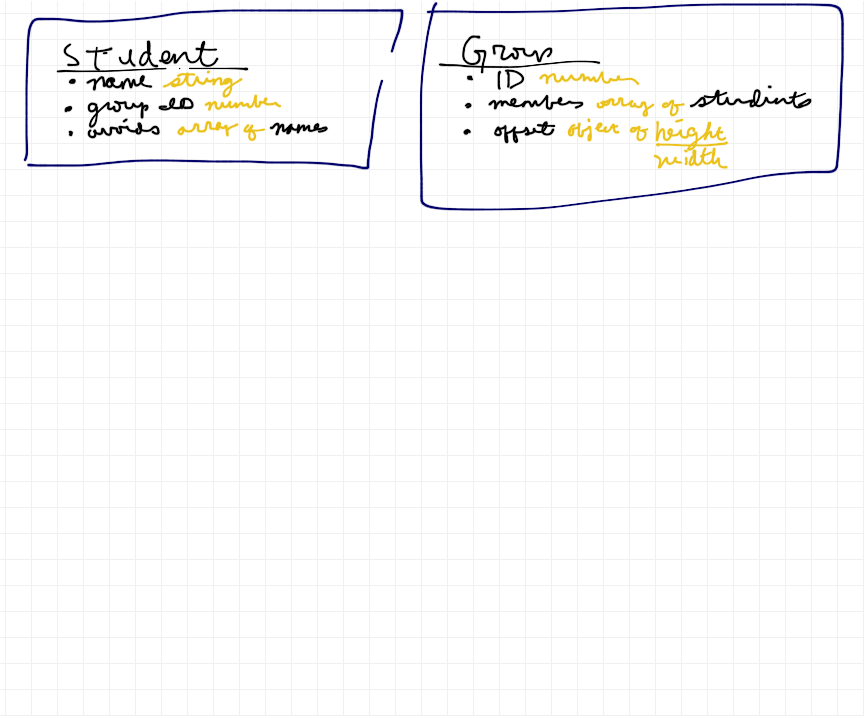 Student
• name string
• group ID number
• avoids array of names
Group
• ID number
• members array of students
• offset object of height
width